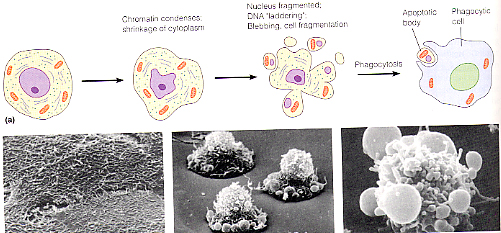 Chromatin condenses;
shrinkage of cytoplasm
Nucleus fragmented;
DNA "laddering";
Blebbing, cell fragmentation
Phagocytosis
Apoptotic
body
Phagocytic
cell
(a)